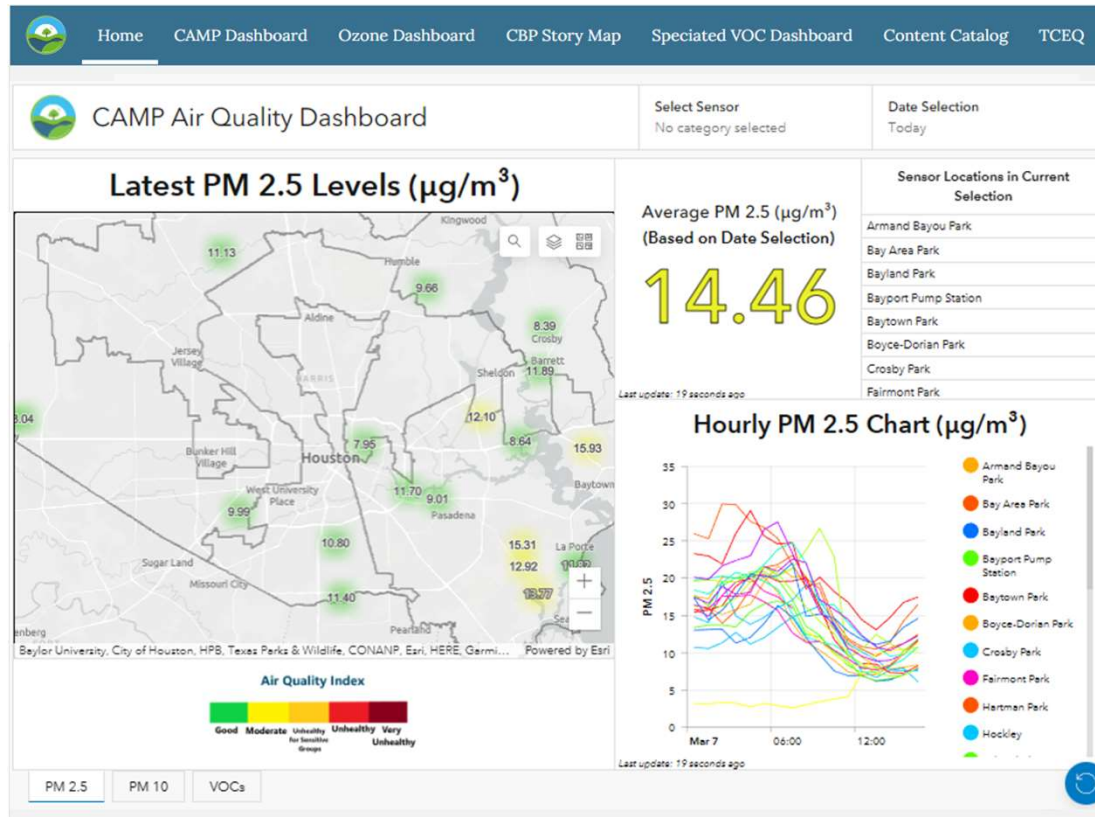 Home CAMP Dashboard Ozone Dashboard CBP Story Map Speciated VOC Dashboard Content Catalog TCEQ
CAMP Air Quality Dashboard
Select Sensor
No category selected
Date Selection
Today
Latest PM 2.5 Levels (µg/m³)
Kingwood
11.13
Humble
9.66
Aldine
8.39
Crosby
Jersey
Village
Barrett
Sheldon
11.89
HARRIS
12.10
Bunker Hill
Village
7.95
Houston
8.64
15.93
Baytown
West University
Place
11.70
9.01
9.99
Pasadena
10.80
15.31
La Porte
12.92
Sugar Land
Missouri City
11.40
13.77
Pearland
Baylor University, City of Houston, HPB, Texas Parks & Wildlife, CONANP, Esri, HERE, Garmi... Powered by Esri
Air Quality Index
Good
Moderate
Unhealthy
for Sensitive
Groups
Unhealthy
Very
Unhealthy
Average PM 2.5 (µg/m³)
(Based on Date Selection)
14.46
Last update: 19 seconds ago
Sensor Locations in Current
Selection
Armand Bayou Park
Bay Area Park
Bayland Park
Bayport Pump Station
Baytown Park
Boyce-Dorian Park
Crosby Park
Fairmont Park
Hourly PM 2.5 Chart (µg/m³)
PM 2.5
35
30
25
20
15
10
5
0
Mar 7
06:00
12:00
Armand Bayou
Park
Bay Area Park
Bayland Park
Bayport Pump
Station
Baytown Park
Boyce-Dorian Park
Crosby Park
Fairmont Park
Hartman Park
Hockley
Last update: 19 seconds ago
PM 2.5 PM 10 VOCs